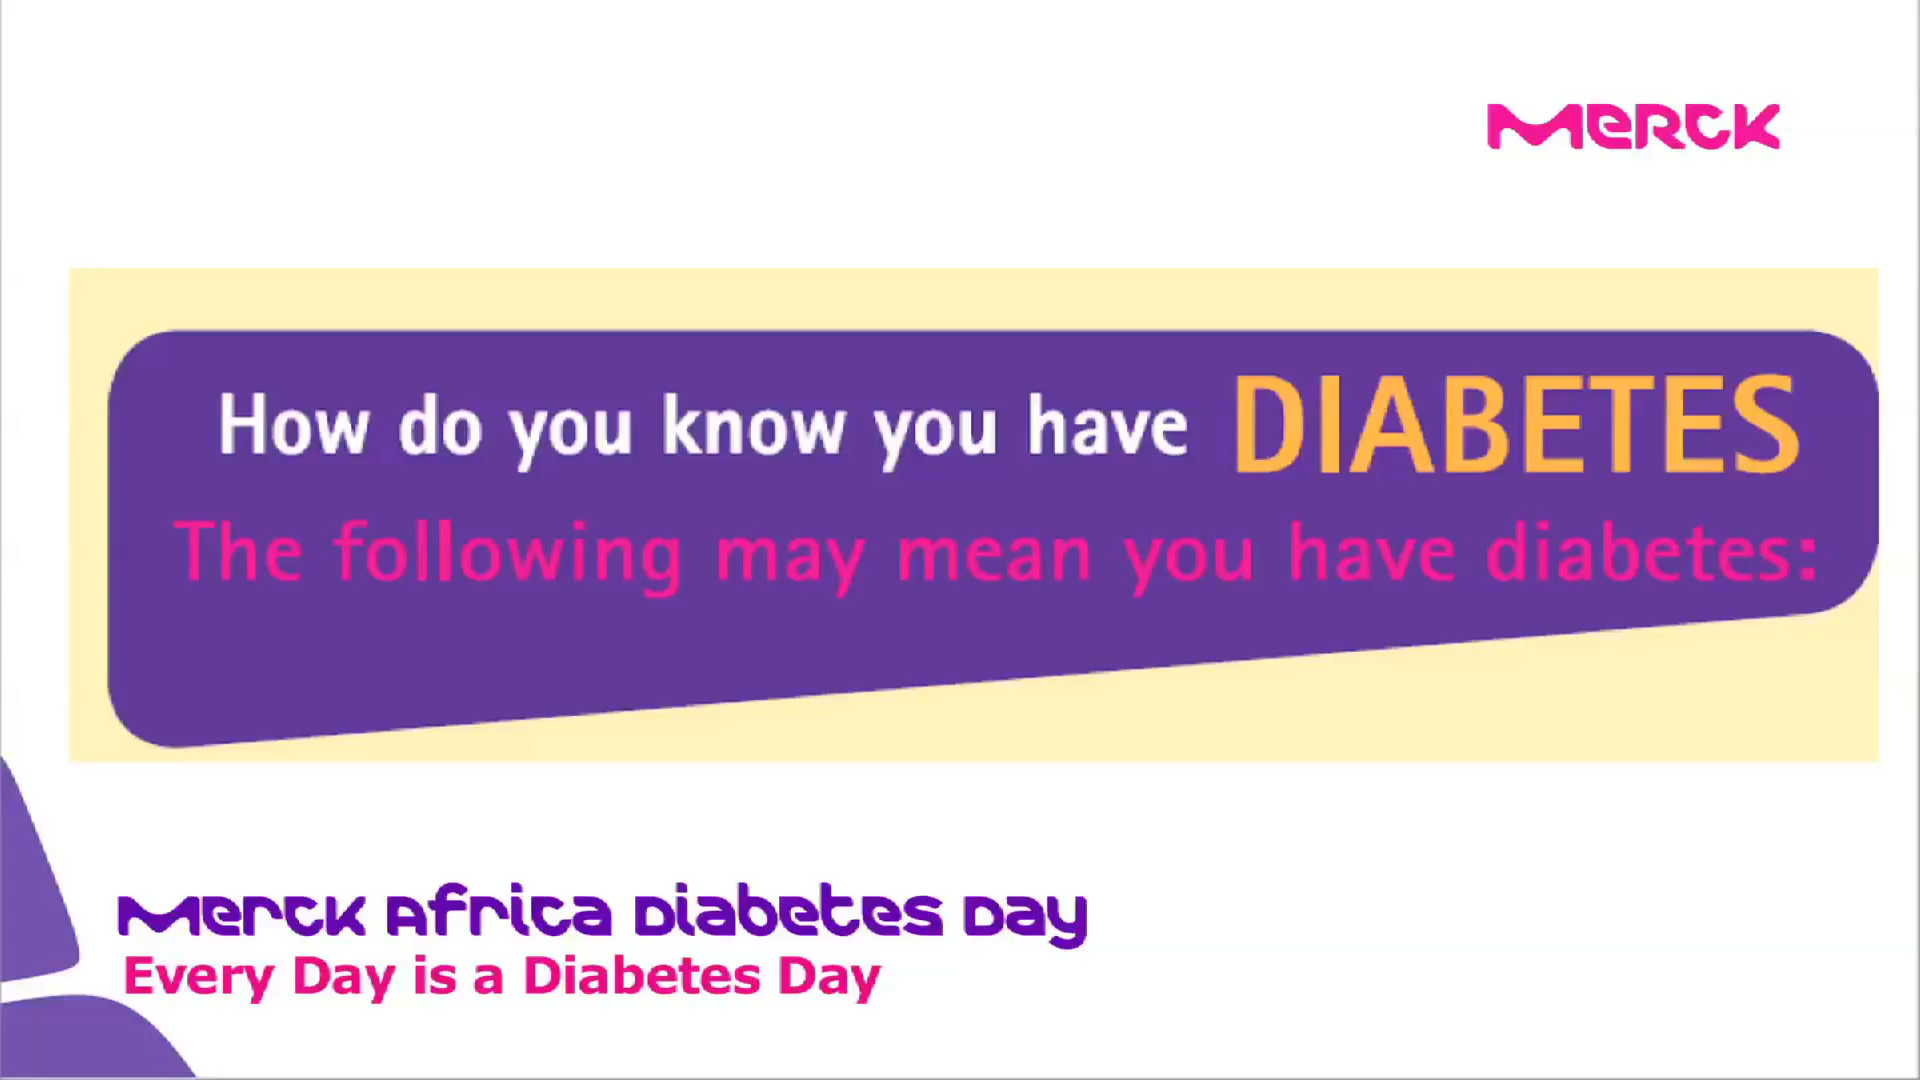 MERCK
How do you know you have DIABETES
The following may mean you have diabetes:
Merck Africa Diabetes Day
Every Day is a Diabetes Day